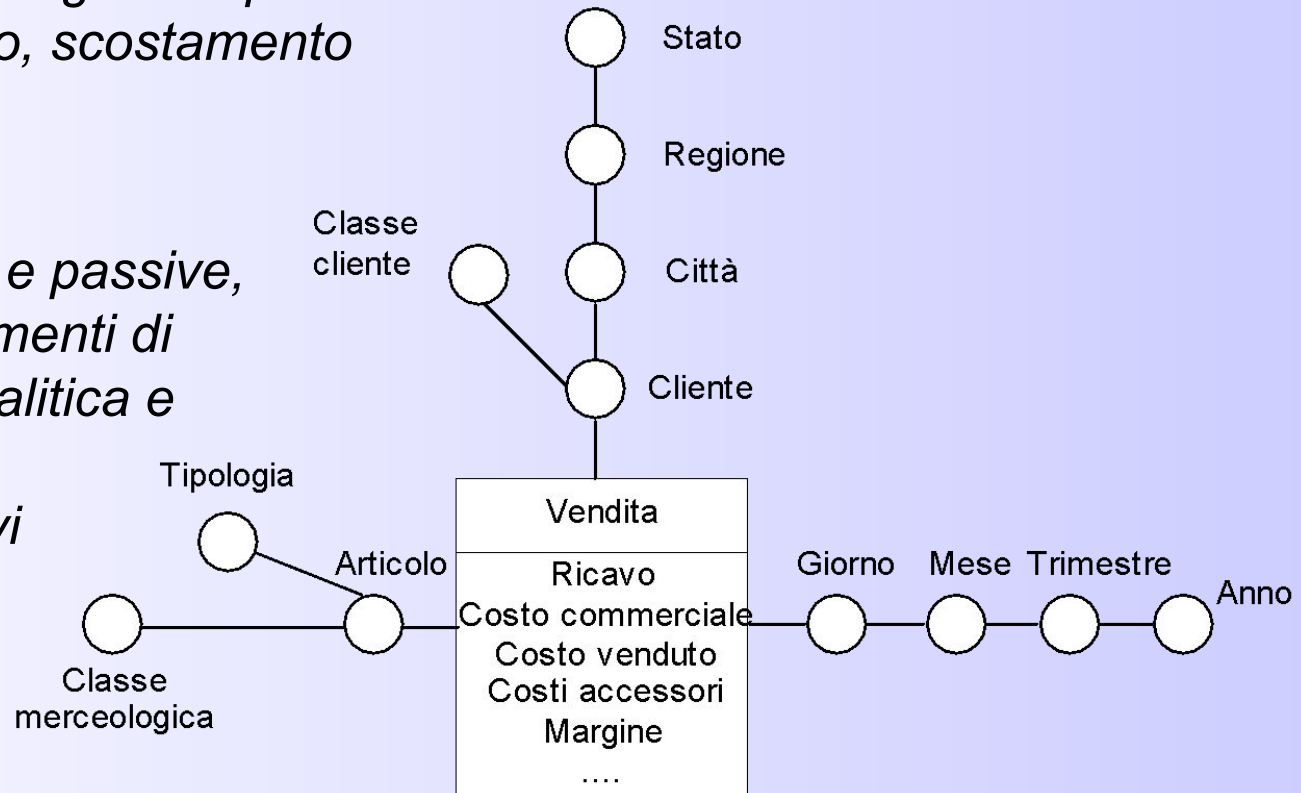 o, scostamento
e passive,
menti di
alitica e
vi
Stato
Regione
Classe
cliente
Città
Cliente
Tipologia
Articolo
Classe
merceologica
Vendita
Ricavo
Costo commerciale
Costo venduto
Costi accessori
Margine
....
Giorno
Mese
Trimestre
Anno